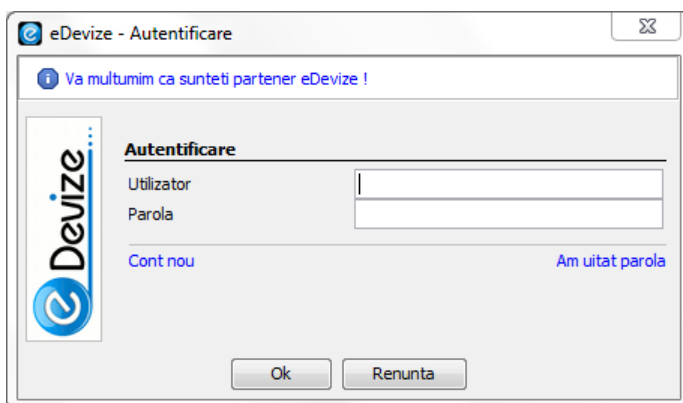 eDevize - Autentificare
Va multumim ca sunteti partener eDevize !
eDevize...
Autentificare
Utilizator
Parola
Cont nou
Am uitat parola
Ok
Renunta